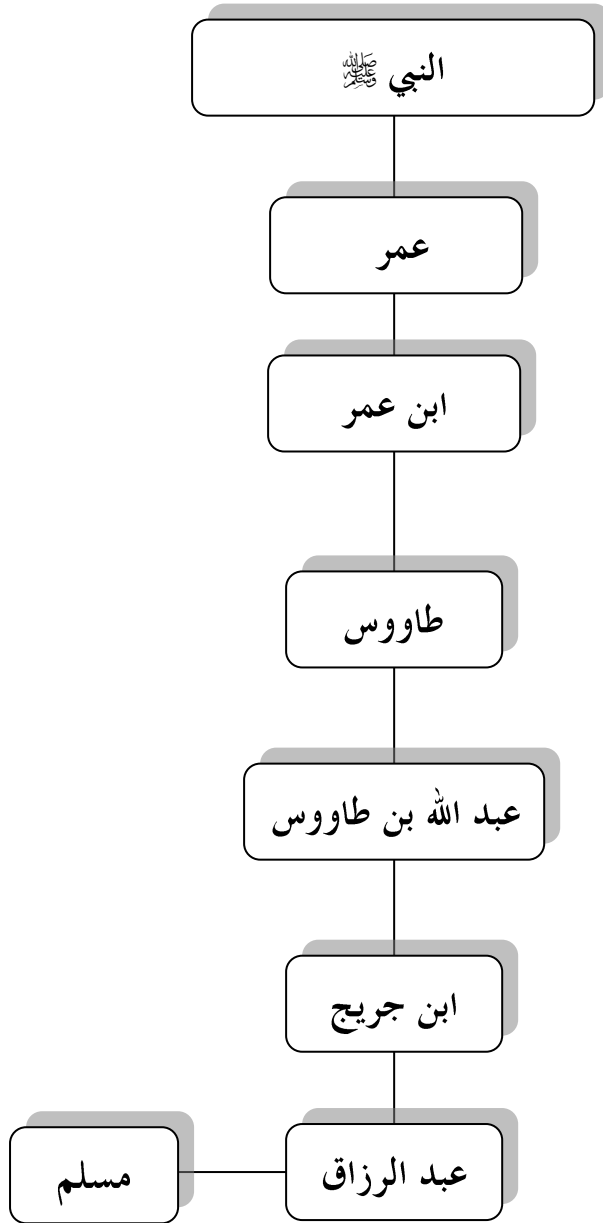 النبي ﷺ
عمر
ابن عمر
طاووس
عبد الله بن طاووس
ابن جريج
عبد الرزاق
مسلم